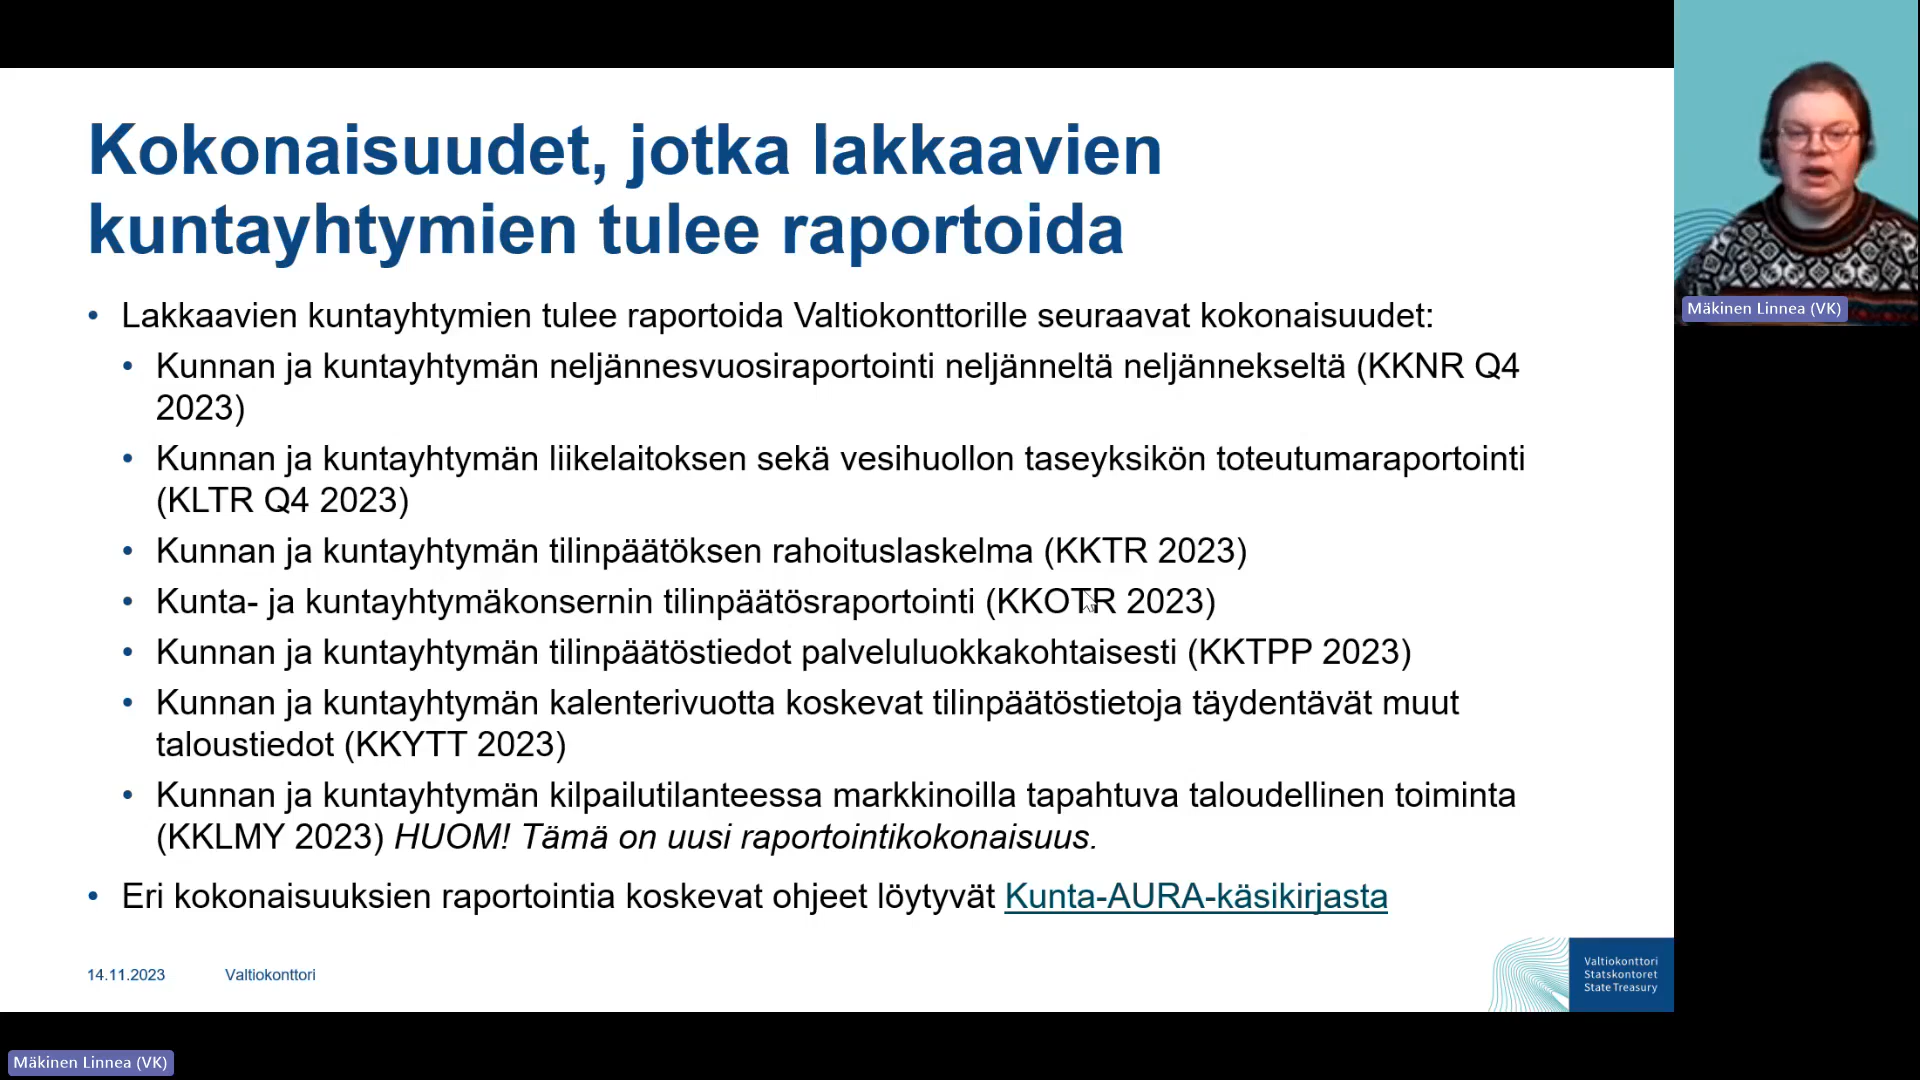 Kokonaisuudet, jotka lakkaavien
kuntayhtymien tulee raportoida
• Lakkaavien kuntayhtymien tulee raportoida Valtiokonttorille seuraavat kokonaisuudet:
• Kunnan ja kuntayhtymän neljännesvuosiraportointi neljänneltä neljännekseltä (KKNR Q4
2023)
• Kunnan ja kuntayhtymän liikelaitoksen sekä vesihuollon taseyksikön toteutumaraportointi
(KLTR Q4 2023)
• Kunnan ja kuntayhtymän tilinpäätöksen rahoituslaskelma (KKTR 2023)
• Kunta- ja kuntayhtymäkonsernin tilinpäätösraportointi (KKOTR 2023)
• Kunnan ja kuntayhtymän tilinpäätöstiedot palveluluokkakohtaisesti (KKTPP 2023)
• Kunnan ja kuntayhtymän kalenterivuotta koskevat tilinpäätöstietoja täydentävät muut
taloustiedot (KKYTT 2023)
• Kunnan ja kuntayhtymän kilpailutilanteessa markkinoilla tapahtuva taloudellinen toiminta
(KKLMY 2023) HUOM! Tämä on uusi raportointikokonaisuus.
• Eri kokonaisuuksien raportointia koskevat ohjeet löytyvät Kunta-AURA-käsikirjasta
14.11.2023 Valtiokonttori
Valtiokonttori
Statskontoret
State Treasury
Mäkinen Linnea (VK)
Mäkinen Linnea (VK)